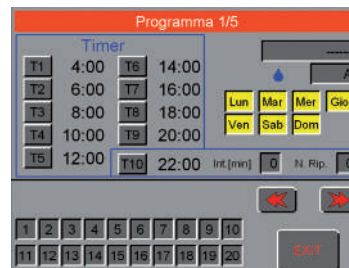 Programma 1/5
Timer
T1 4:00 T6 14:00
T2 6:00 T7 16:00
T3 8:00 T8 18:00
T4 10:00 T9 20:00
T5 12:00 T10 22:00
Lun Mar Mer Gio
Ven Sab Dom
Int.[min] 0 N. Rip. 0
1 2 3 4 5 6 7 8 9 10
11 12 13 14 15 16 17 18 19 20
EXIT